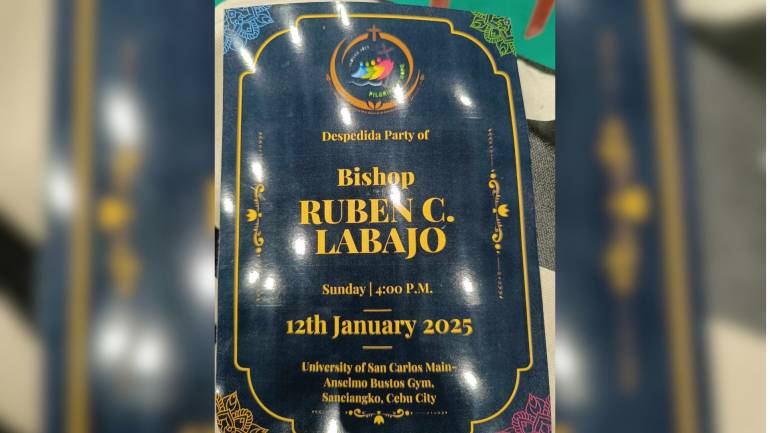 Despedida Party of
Bishop
RUBEN C.
LABAJO
Sunday | 4:00 P.M.
12th January 2025
University of San Carlos Main-
Anselmo Bustos Gym,
Sanciangko, Cebu City